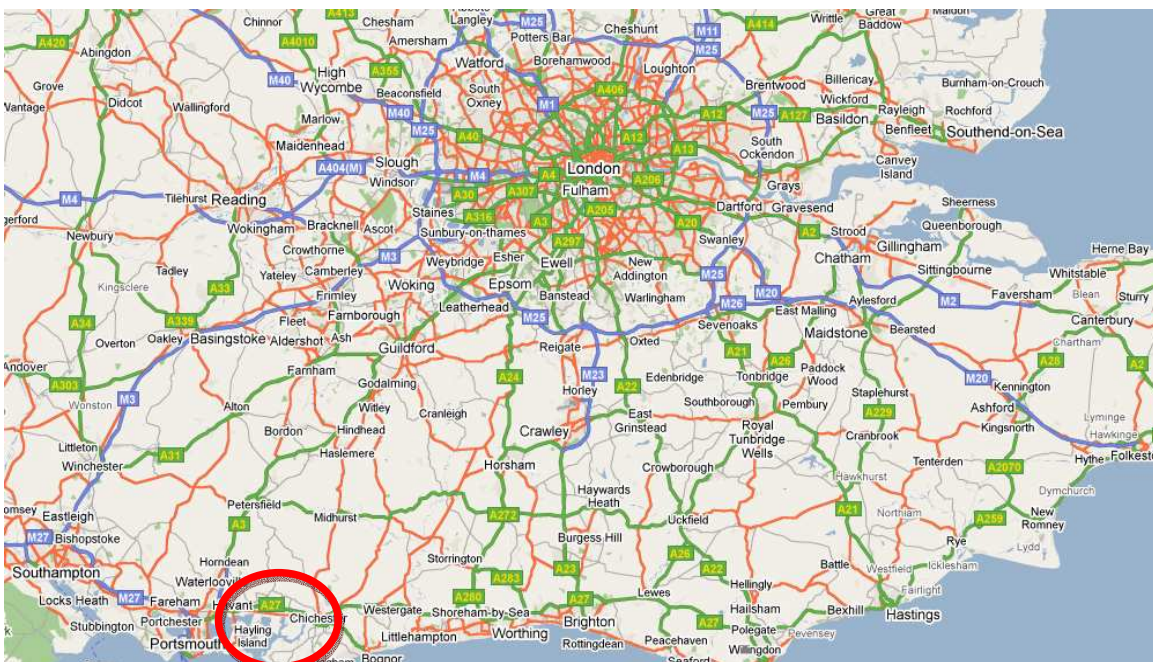 Chinnor
Chesham
A413
Langley
M25
Potters Bar
Cheshunt
M11
A414
Writtle
Great
Baddow
A420
Abingdon
A4010
Amersham
A355
Watford
Borehamwood
M25
Loughton
M40
High
Wycombe
Beaconsfield
South
Oxney
Brentwood
Billericay
Burnham-on-Crouch
Grove
Wantage
Didcot
Wallingford
Marlow
M40
M25
M1
A406
A12
M25
A127
Wickford
Basildon
Rayleigh
Rochford
Benfleet
Southend-on-Sea
Maidenhead
A40
A12
A13
South
Ockendon
Canvey
Island
A404(M)
Slough
Windsor
M4
A4
London
Fulham
A206
Grays
M4
Tilehurst
Reading
A30
A307
A205
Dartford
Gravesend
Sheerness
Staines
A316
A3
A20
A2
Strood
Queenborough
Newbury
Wokingham
Bracknell
Ascot
Sunbury-on-thames
A297
Swanley
Gillingham
Herne Bay
Crowthorne
M3
Weybridge
Esher
Ewell
New
Addington
M25
Chatham
Sittingbourne
Whitstable
Tadley
Yateley
Camberley
Kingsclere
A33
Woking
Epsom
Banstead
Warlingham
M20
Faversham
Blean
Sturry
Frimley
Farnborough
Leatherhead
M25
M26
Aylesford
M2
Canterbury
A34
A339
Fleet
East Malling
Overton
Oakley
Basingstoke
Aldershot
Ash
Guildford
Reigate
Oxted
Sevenoaks
Maidstone
Bearsted
Chartham
Andover
A303
Farnham
A24
M23
A21
A26
Paddock
Wood
A28
A2
M3
Wonston
Alton
Godalming
Witley
Cranleigh
Horley
A22
Edenbridge
Tonbridge
Southborough
Pembury
Staplehurst
M20
Kennington
Ashford
Kingsnorth
Lyminge
Hawkinge
Littleton
Winchester
A31
Bordon
Hindhead
Haslemere
Crawley
East
Grinstead
Royal
Tunbridge
Wells
A229
Cranbrook
Hythe
Horsham
Crowborough
Hawkhurst
Tenterden
A2070
Dymchurch
Petersfield
Haywards
Heath
Eastleigh
A3
Midhurst
A272
Uckfield
A21
Northiam
A259
New
Romney
M27
Bishopstoke
Burgess Hill
Rye
Lydd
Southampton
Horndean
Storrington
A23
A26
A22
Battle
Westfield
Icklesham
Fairlight
Waterlooville
A283
Hellingly
Locks Heath
M27
Fareham
Havant
A27
Chichester
Westergate
A280
Shoreham-by-Sea
A27
Lewes
Hailsham
Bexhill
Hastings
Stubbington
Portchester
Hayling
Island
Littlehampton
Worthing
Brighton
A27
Polegate
Pevensey
Portsmouth
Bognor
Rottingdean
Peacehaven
Seaford
Willingdon